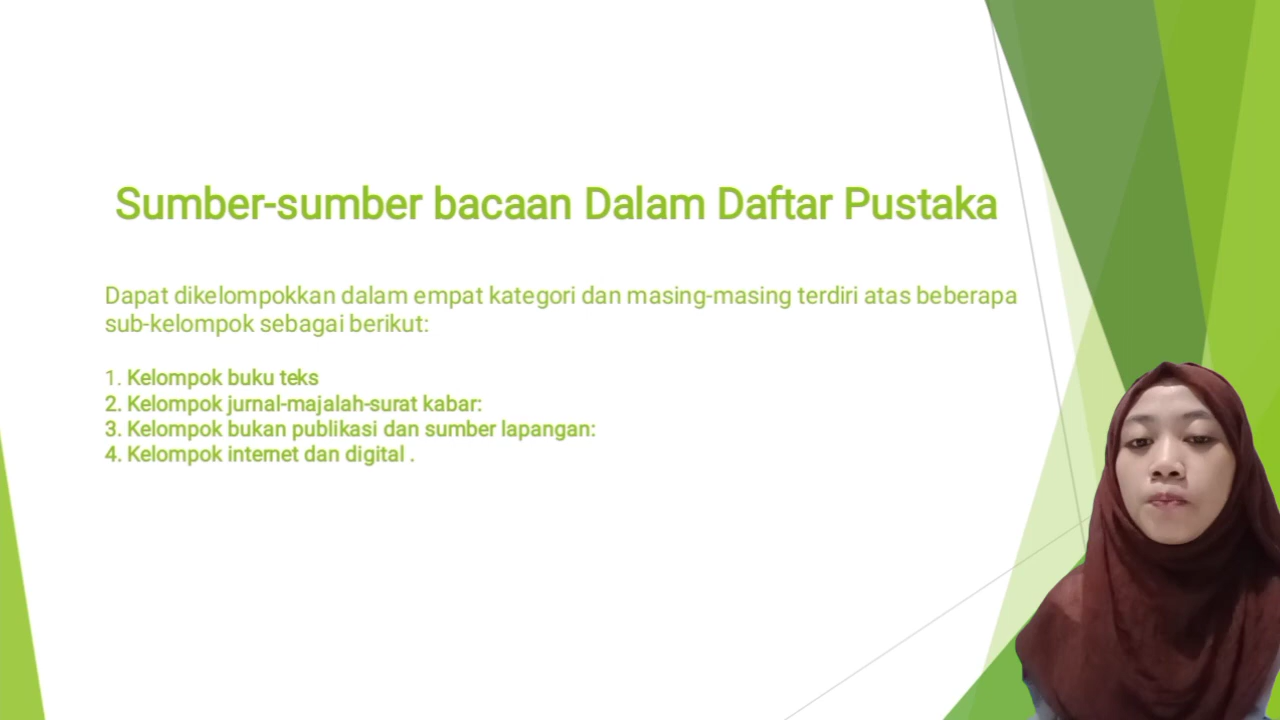 Sumber-sumber bacaan Dalam Daftar Pustaka
Dapat dikelompokkan dalam empat kategori dan masing-masing terdiri atas beberapa
sub-kelompok sebagai berikut:
1. Kelompok buku teks
2. Kelompok jurnal-majalah-surat kabar:
3. Kelompok bukan publikasi dan sumber lapangan:
4. Kelompok internet dan digital .